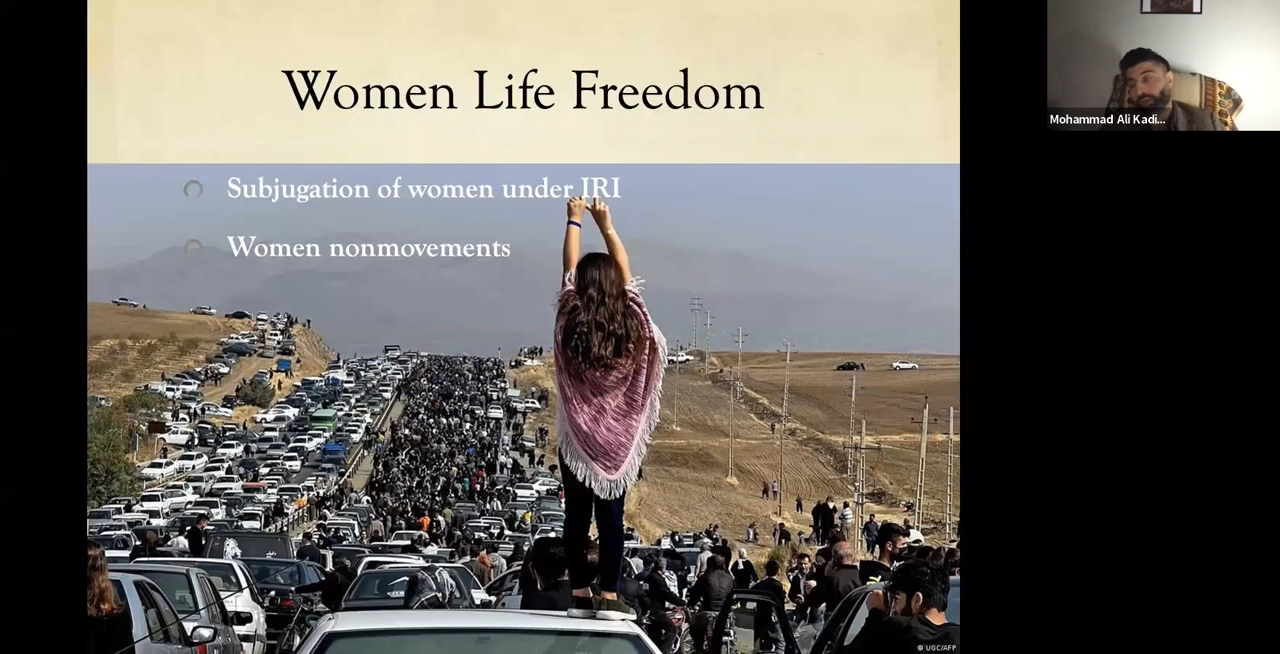 Women Life Freedom
Subjugation of women under IRI
Women nonmovements
Mohammad Ali Kadi...
© UGC/AFP